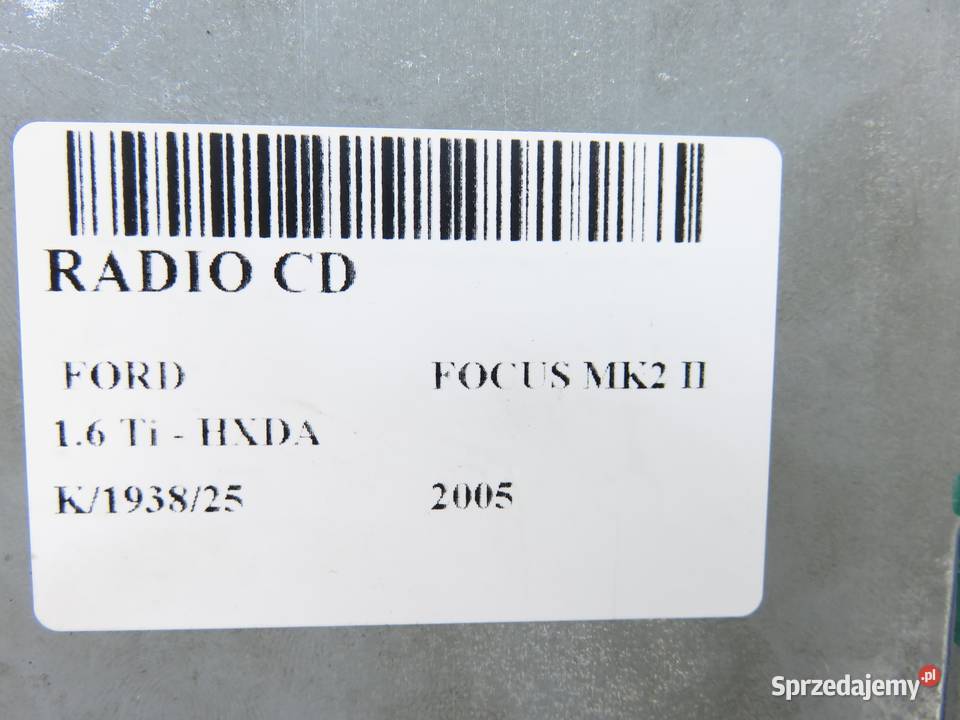 RADIO CD
FORD FOCUS MK2 II
1.6 Ti - HXDA
K/1938/25 2005
Sprzedajemy.pl